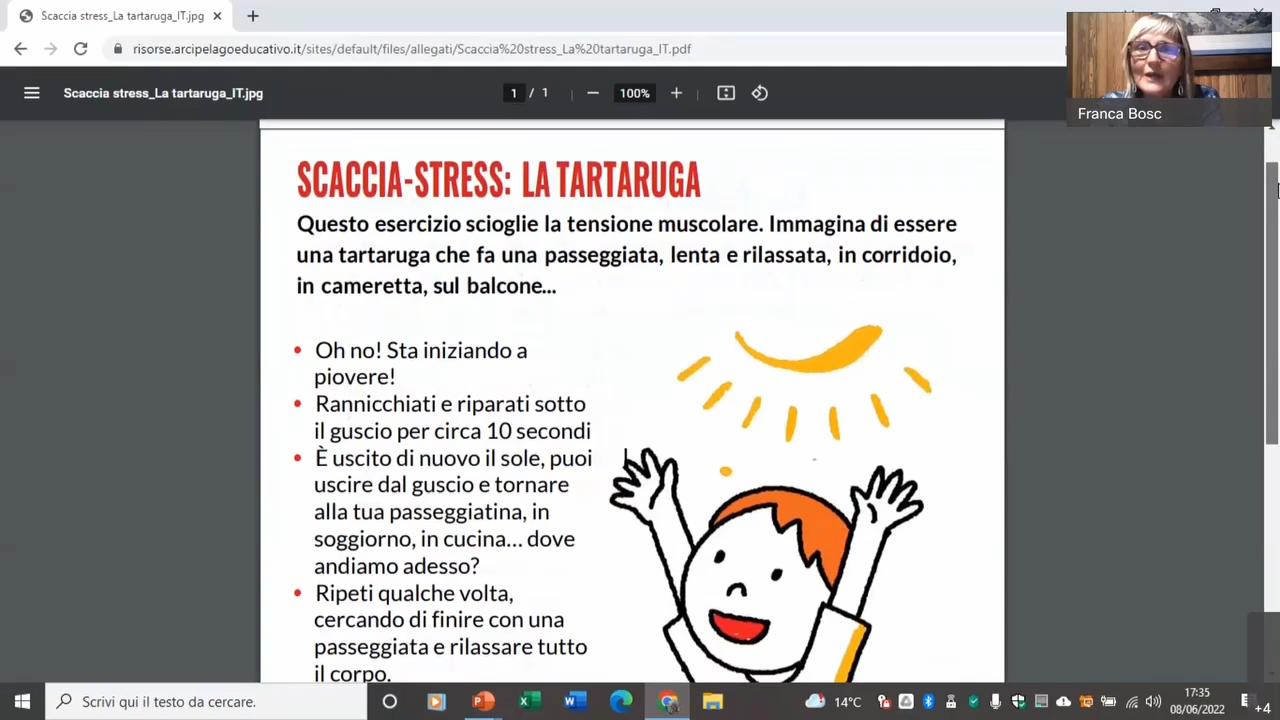 Scaccia stress_La tartaruga_IT.jpg
risorse.arcipelagoeducativo.it/sites/default/files/allegati/Scaccia%20stress_La%20tartaruga_IT.pdf
Scaccia stress_La tartaruga_IT.jpg
1 / 1
100%
Franca Bosc
SCACCIA-STRESS: LA TARTARUGA
Questo esercizio scioglie la tensione muscolare. Immagina di essere
una tartaruga che fa una passeggiata, lenta e rilassata, in corridoio,
in cameretta, sul balcone...
• Oh no! Sta iniziando a
piovere!
• Rannicchiati e riparati sotto
il guscio per circa 10 secondi
• È uscito di nuovo il sole, puoi
uscire dal guscio e tornare
alla tua passeggiatina, in
soggiorno, in cucina... dove
andiamo adesso?
• Ripeti qualche volta,
cercando di finire con una
passeggiata e rilassare tutto
il corpo.
Scrivi qui il testo da cercare.
14°C
17:35
08/06/2022
+4